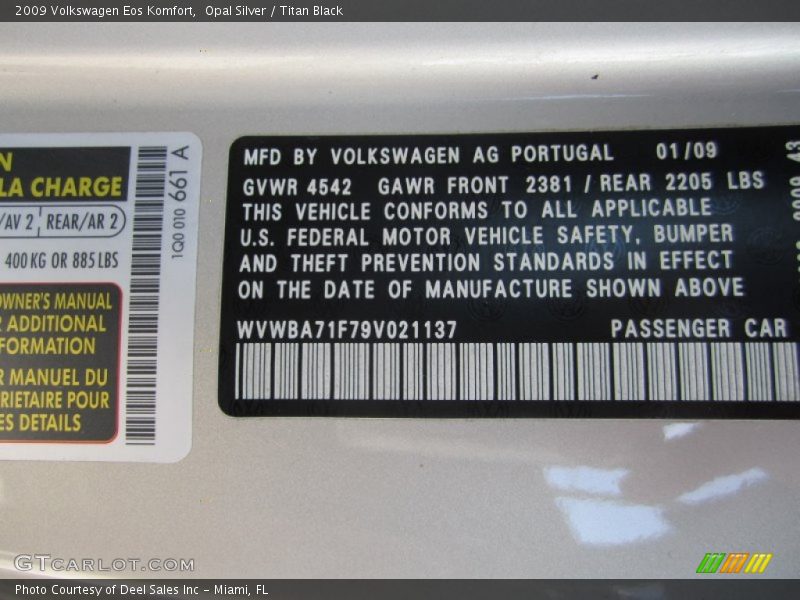 2009 Volkswagen Eos Komfort,  Opal Silver / Titan Black
LA CHARGE
/AV 2 REAR/AR 2
400 KG OR 885 LBS
OWNER'S MANUAL
ADDITIONAL
FORMATION
MANUEL DU
RIETAIRE POUR
ES DETAILS
1Q0 010 661 A
MFD BY VOLKSWAGEN AG PORTUGAL 01/09
GVWR 4542 GAWR FRONT 2381 / REAR 2205 LBS
THIS VEHICLE CONFORMS TO ALL APPLICABLE
U.S. FEDERAL MOTOR VEHICLE SAFETY, BUMPER
AND THEFT PREVENTION STANDARDS IN EFFECT
ON THE DATE OF MANUFACTURE SHOWN ABOVE
WVWBA71F79V021137 PASSENGER CAR
GTCARLOT.COM
Photo Courtesy of Deel Sales Inc - Miami, FL